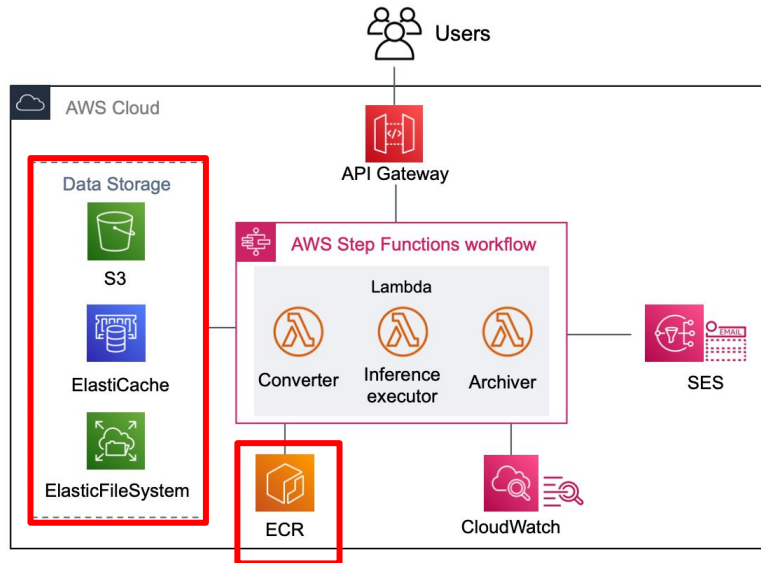 Users
AWS Cloud
API Gateway
Data Storage
S3
ElastiCache
ElasticFileSystem
AWS Step Functions workflow
Lambda
Converter
Inference
executor
Archiver
EMAIL
SES
ECR
CloudWatch